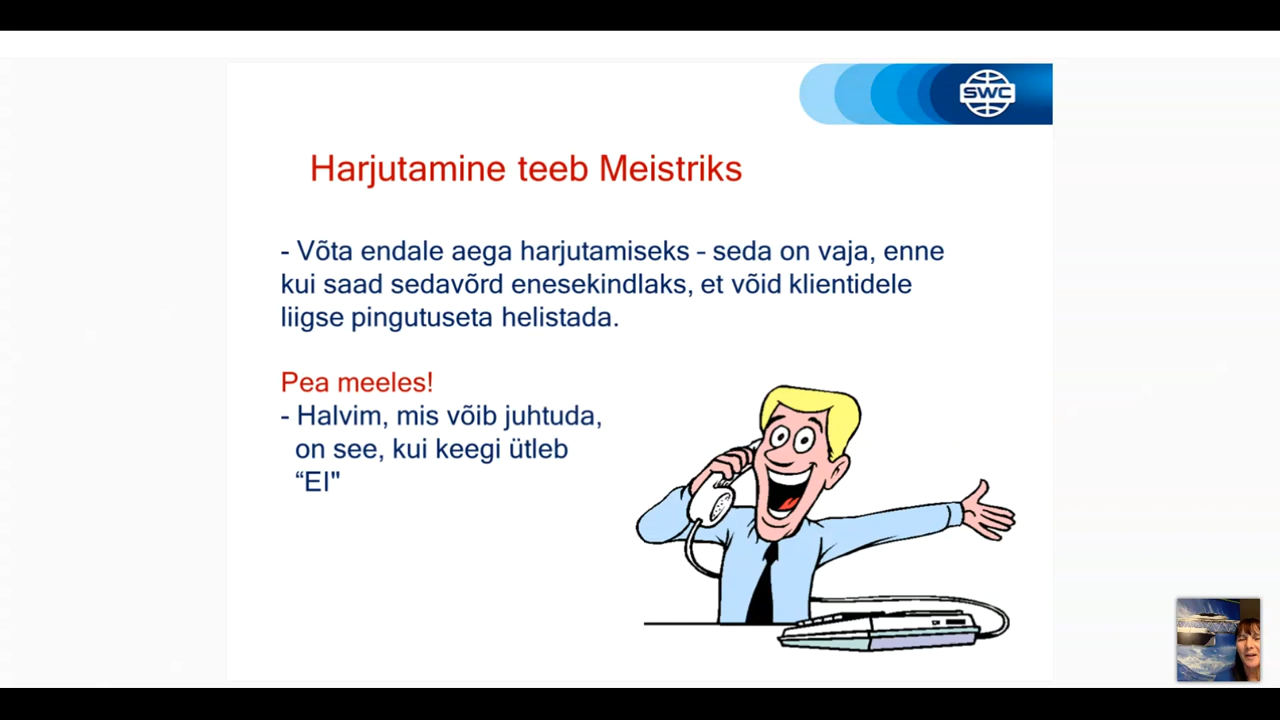 SWC
Harjutamine teeb Meistriks
- Võta endale aega harjutamiseks - seda on vaja, enne
kui saad sedavõrd enesekindlaks, et võid klientidele
liigse pingutuseta helistada.
Pea meeles!
- Halvim, mis võib juhtuda,
on see, kui keegi ütleb
“EI"